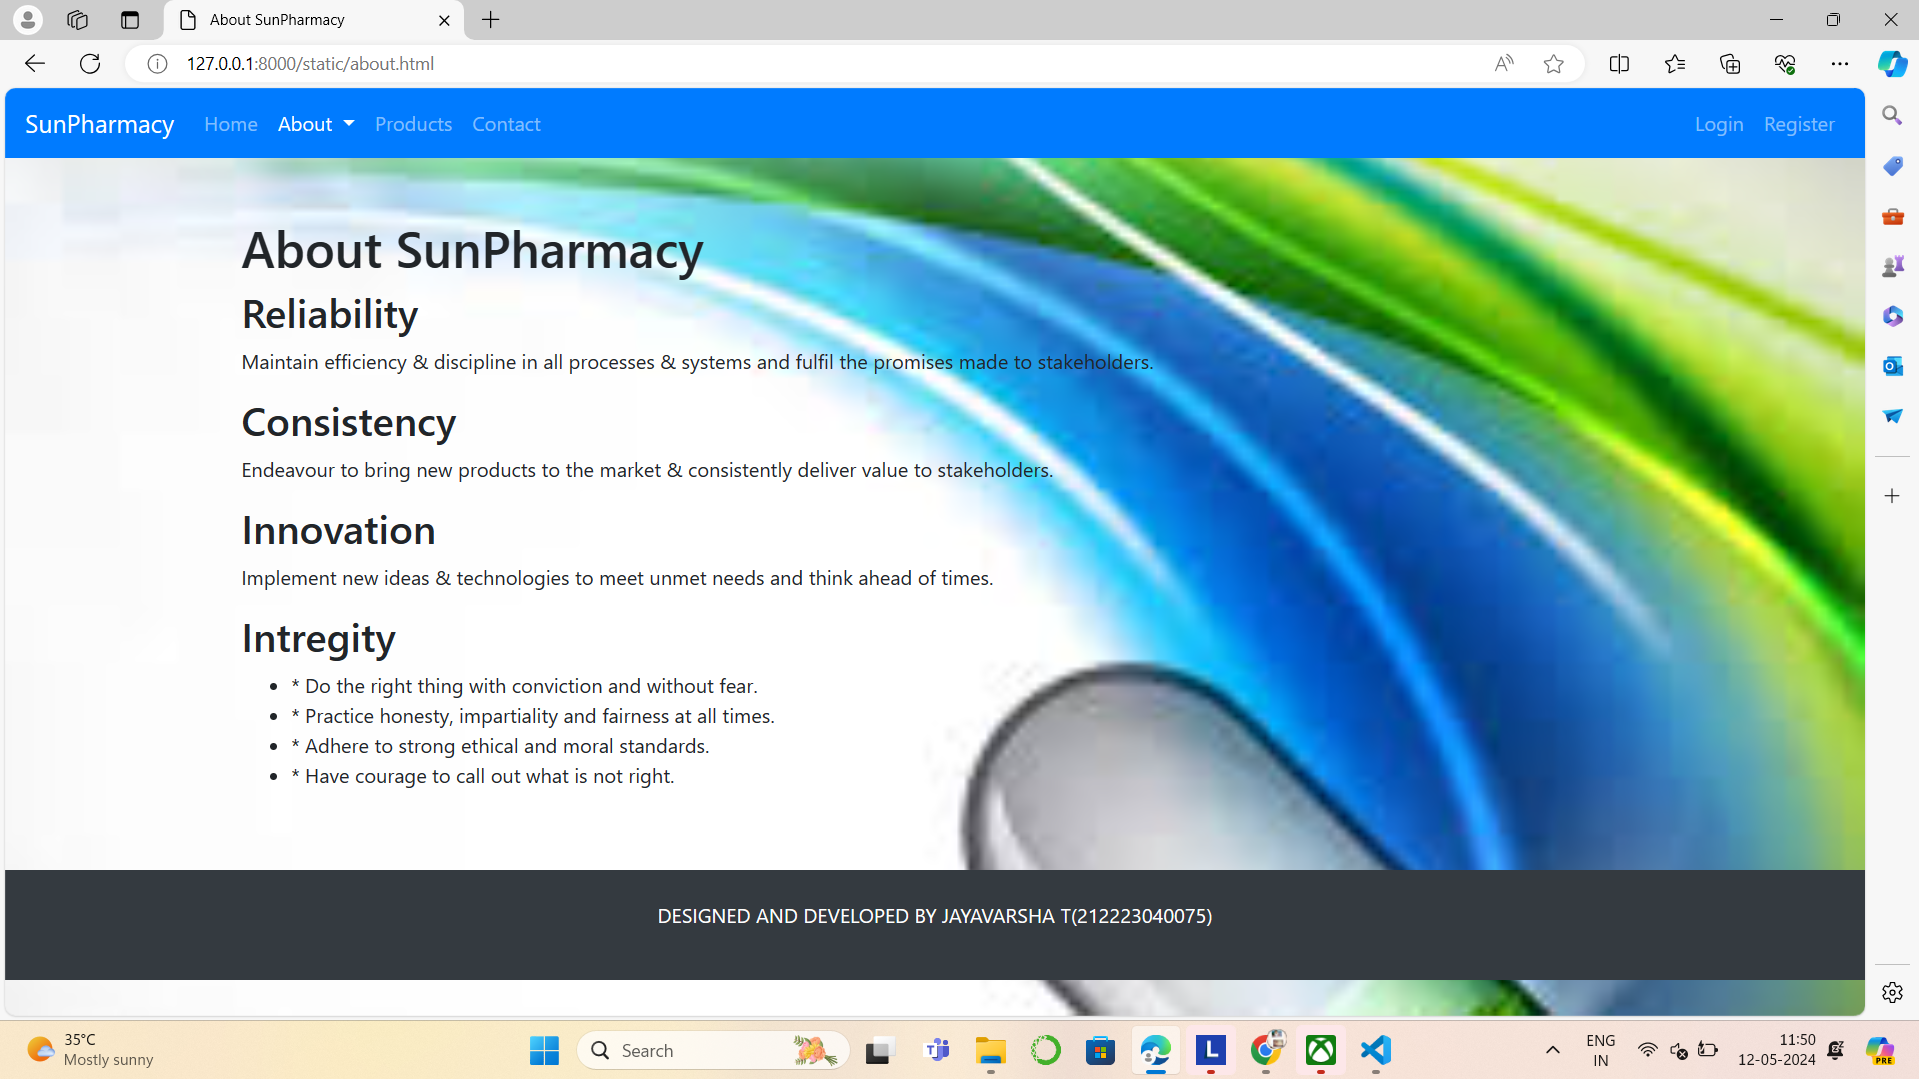 About SunPharmacy
127.0.0.1:8000/static/about.html
SunPharmacy Home About Products Contact Login Register
About SunPharmacy
Reliability
Maintain efficiency & discipline in all processes & systems and fulfil the promises made to stakeholders.
Consistency
Endeavour to bring new products to the market & consistently deliver value to stakeholders.
Innovation
Implement new ideas & technologies to meet unmet needs and think ahead of times.
Intregity
• * Do the right thing with conviction and without fear.
• * Practice honesty, impartiality and fairness at all times.
• * Adhere to strong ethical and moral standards.
• * Have courage to call out what is not right.
DESIGNED AND DEVELOPED BY JAYAVARSHA T(212223040075)
35°C
Mostly sunny
Search
L
ENG
IN
11:50
12-05-2024
PRE